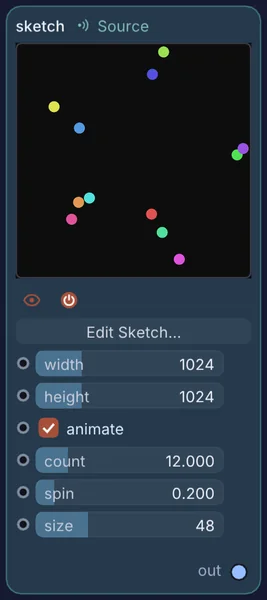 sketch Source
Edit Sketch...
width 1024
height 1024
animate
count 12.000
spin 0.200
size 48
out